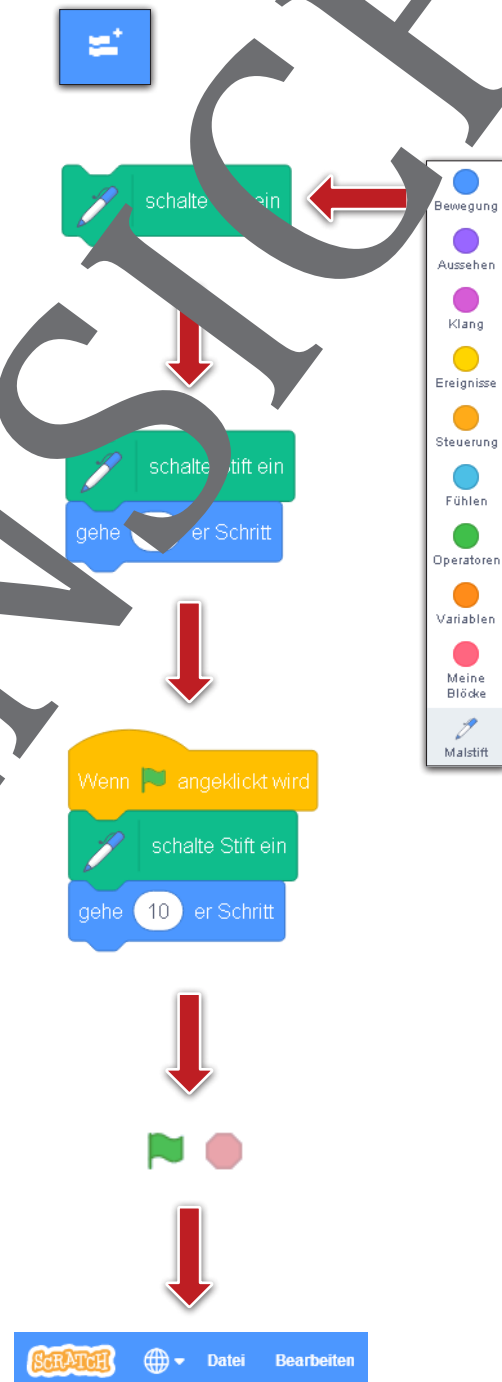 schalte ein
Bewegung
Aussehen
Klang
Ereignisse
Steuerung
Fühlen
Operatoren
Variablen
Meine
Blöcke
Malstift
schalte Stift ein
gehe er Schritt
Wenn angeklickt wird
schalte Stift ein
gehe 10 er Schritt
SCRATCH Datei Bearbeiten